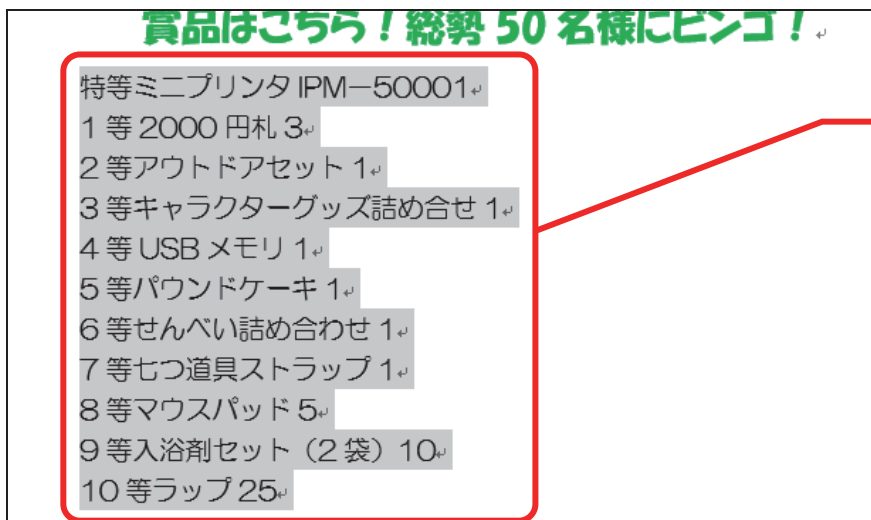 賞品はこちら！総勢 50 名様にビンゴ！
特等ミニプリンタ IPM－50001
1 等 2000 円札 3
2 等アウトドアセット 1
3 等キャラクターグッズ詰め合せ 1
4 等 USB メモリ 1
5 等パウンドケーキ 1
6 等せんべい詰め合わせ 1
7 等七つ道具ストラップ 1
8 等マウスパッド 5
9 等入浴剤セット（2 袋）10
10 等ラップ 25